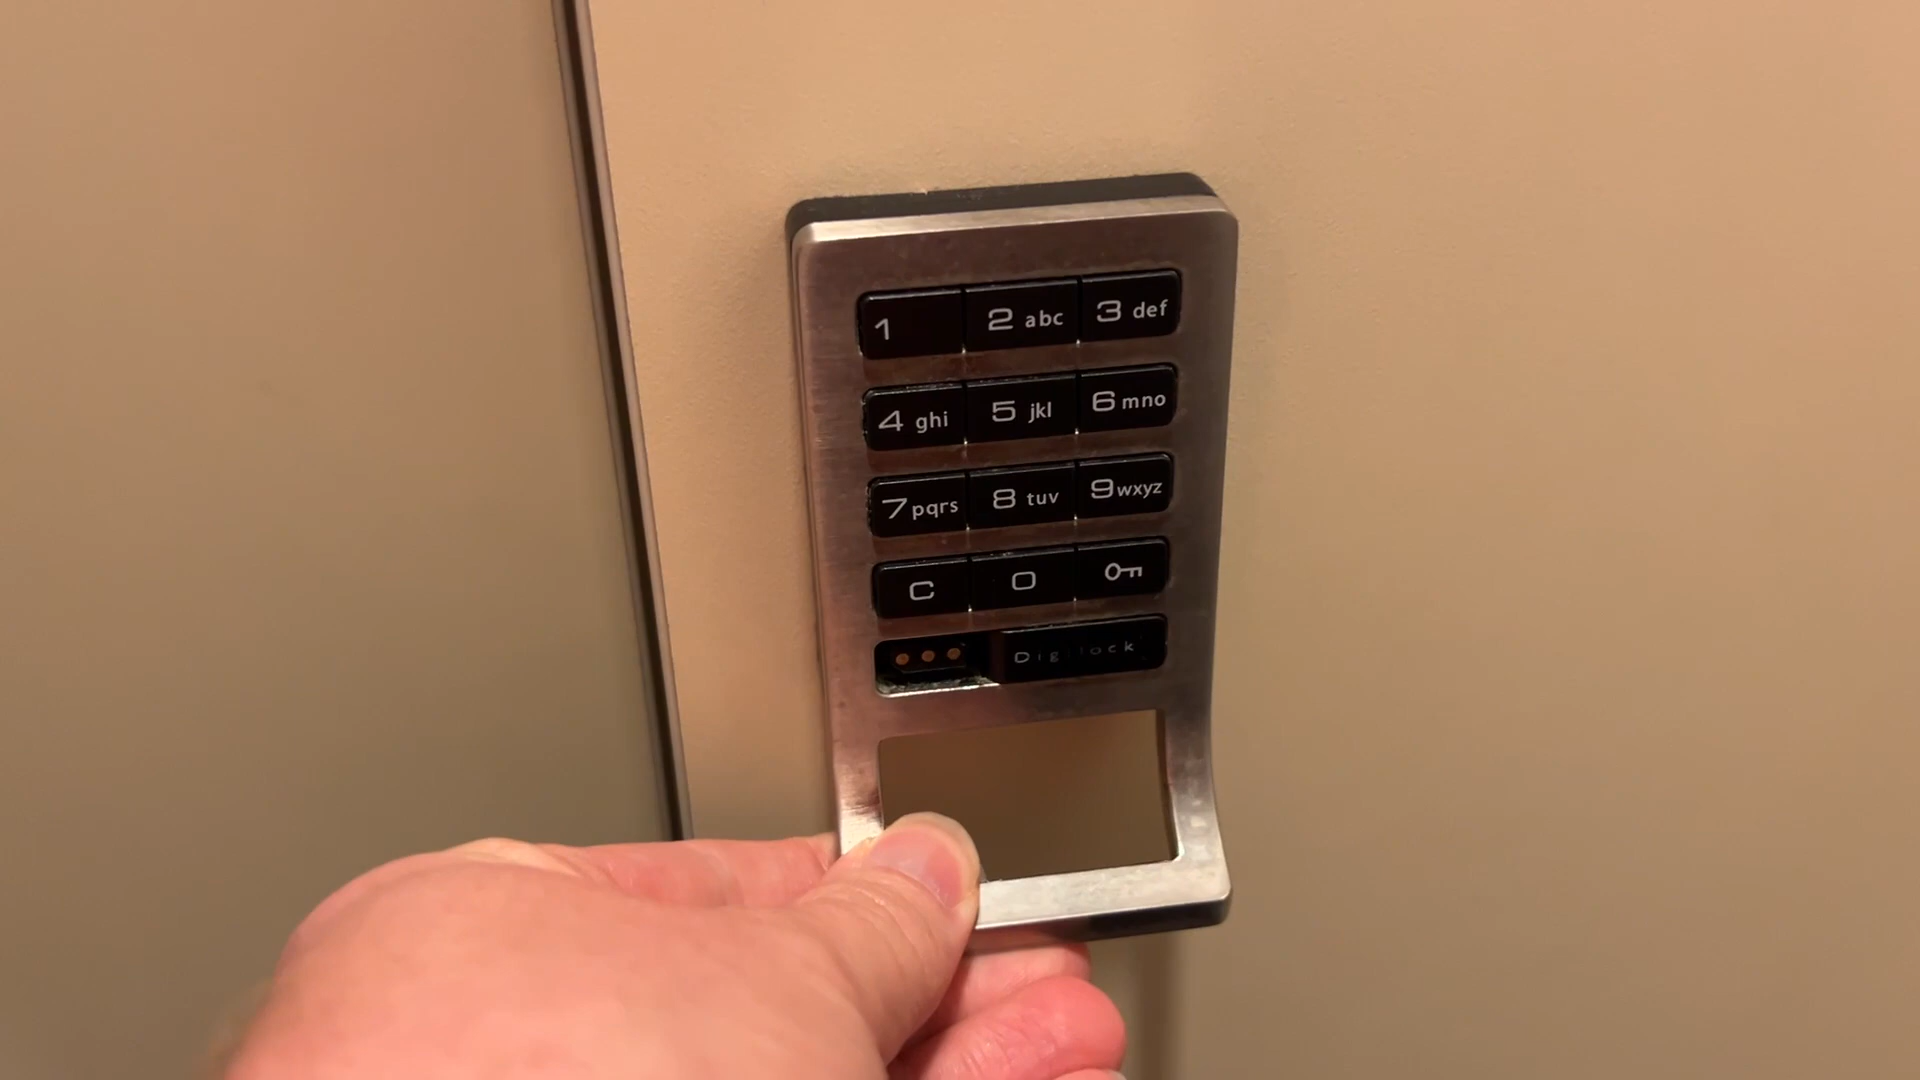 1 2 abc 3 def
4 ghi 5 jkl 6 mno
7 pqrs 8 tuv 9 wxyz
C 0
Digilock